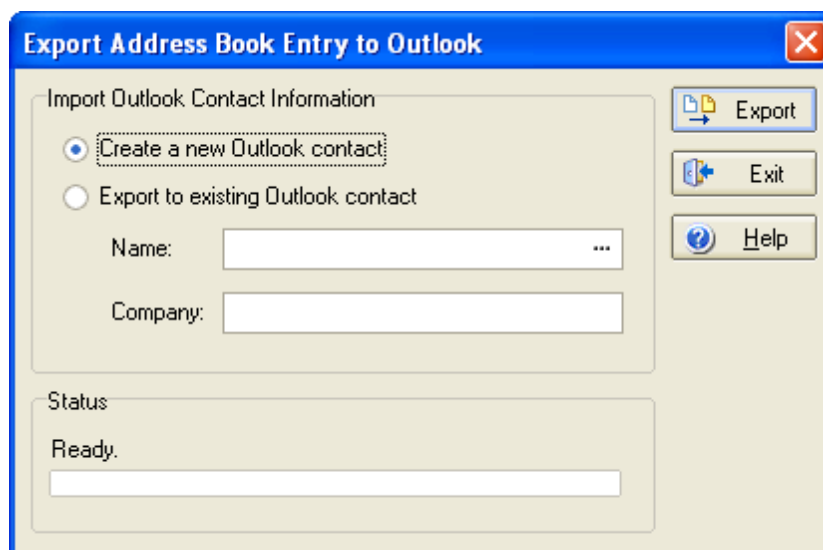 Export Address Book Entry to Outlook
Import Outlook Contact Information
Create a new Outlook contact
Export to existing Outlook contact
Name: ...
Company:
Status
Ready.
Export
Exit
Help